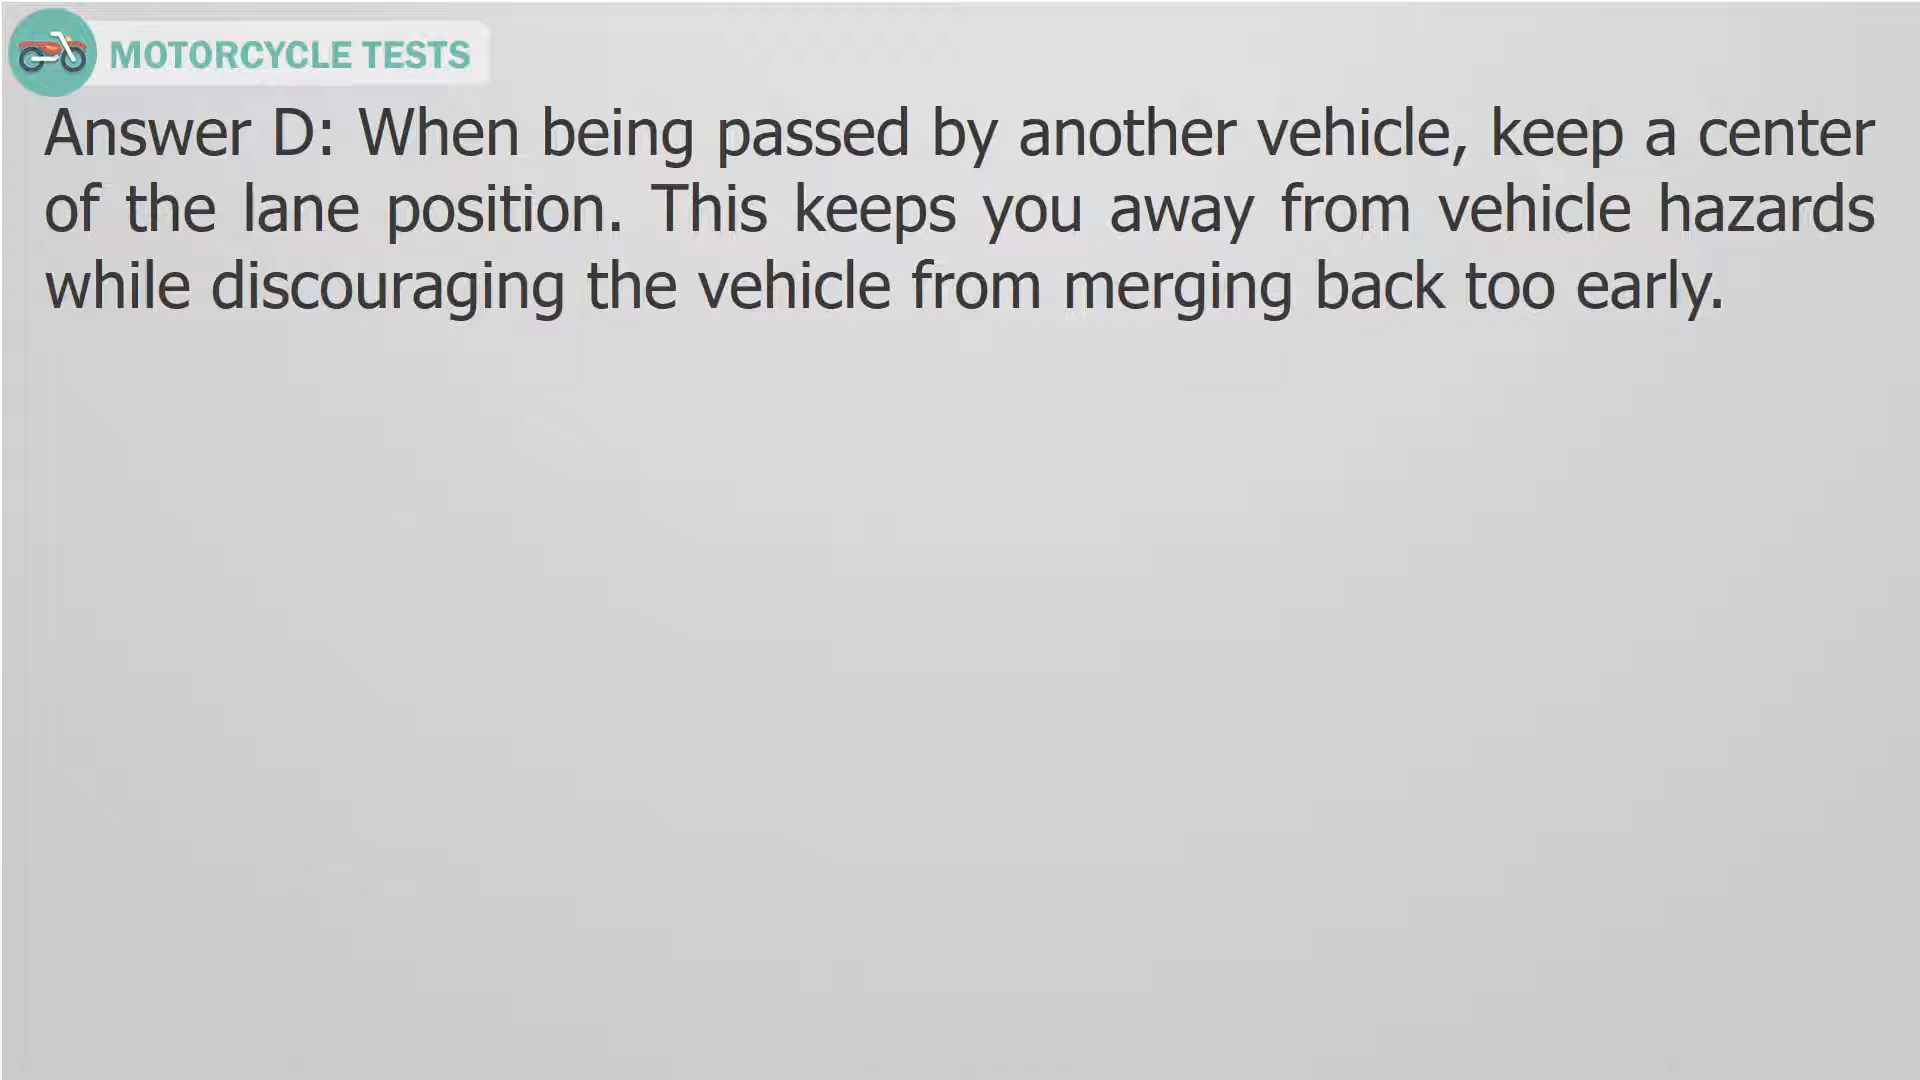 MOTORCYCLE TESTS
Answer D: When being passed by another vehicle, keep a center
of the lane position. This keeps you away from vehicle hazards
while discouraging the vehicle from merging back too early.